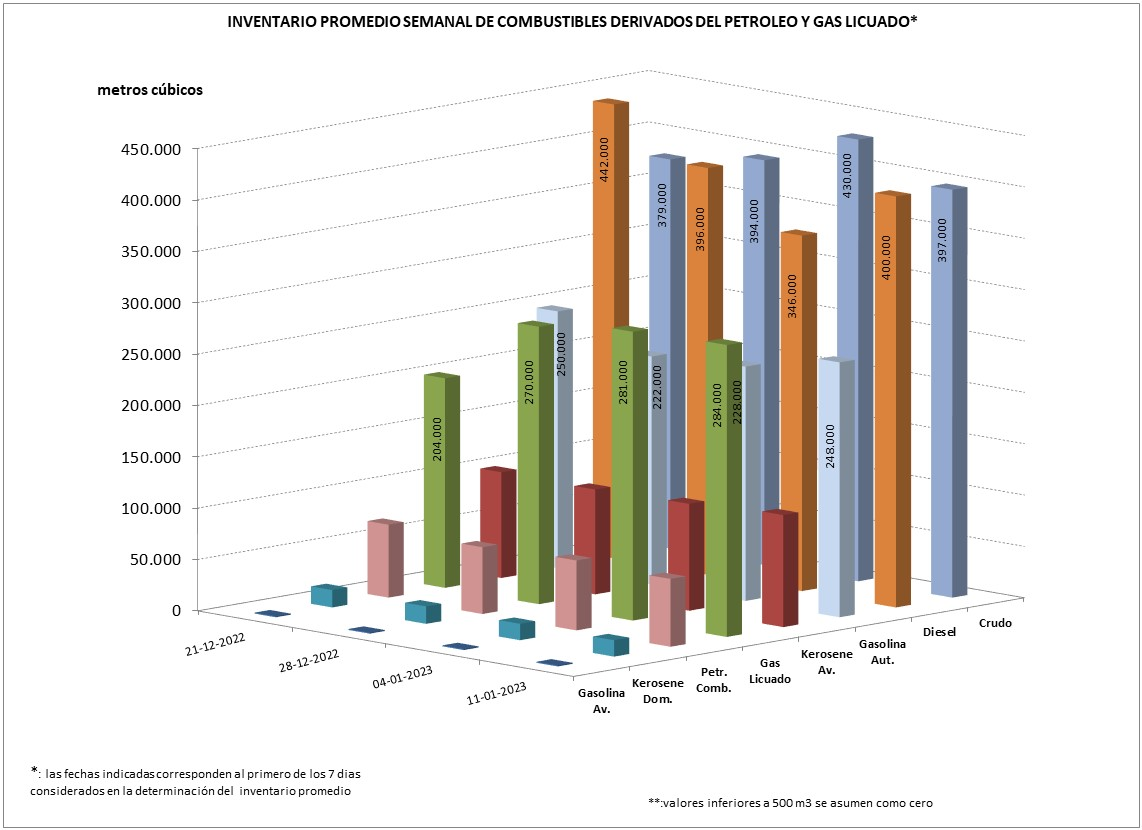 INVENTARIO PROMEDIO SEMANAL DE COMBUSTIBLES DERIVADOS DEL PETROLEO Y GAS LICUADO*
metros cúbicos
450.000
400.000
350.000
300.000
250.000
200.000
150.000
100.000
50.000
0
442.000
379.000
396.000
394.000
430.000
346.000
400.000
397.000
250.000
222.000
228.000
248.000
204.000
270.000
281.000
284.000
21-12-2022
28-12-2022
04-01-2023
11-01-2023
Gasolina
Av.
Kerosene
Dom.
Petr.
Comb.
Gas
Licuado
Kerosene
Av.
Gasolina
Aut.
Diesel
Crudo
*: las fechas indicadas corresponden al primero de los 7 dias
considerados en la determinación del inventario promedio
**:valores inferiores a 500 m3 se asumen como cero